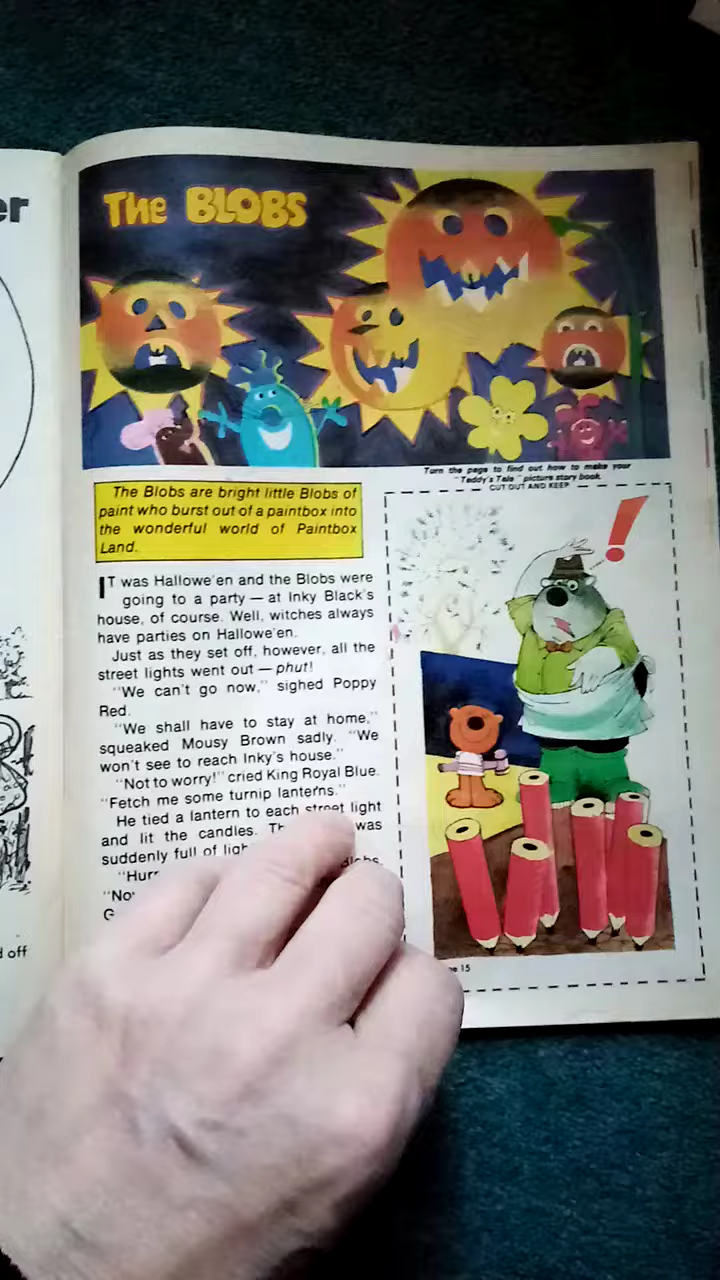 er
The BLOBS
Turn the page to find out how to make your
"Teddy's Tale" picture story book.
CUT OUT AND KEEP
The Blobs are bright little Blobs of
paint who burst out of a paintbox into
the wonderful world of Paintbox
Land.
IT was Hallowe'en and the Blobs were
going to a party — at Inky Black's
house, of course. Well, witches always
have parties on Hallowe'en.
Just as they set off, however, all the
street lights went out — phut!
"We can't go now," sighed Poppy
Red.
"We shall have to stay at home,"
squeaked Mousy Brown sadly. "We
won't see to reach Inky's house."
"Not to worry!" cried King Royal Blue.
"Fetch me some turnip lanterns."
He tied a lantern to each street light
and lit the candles. was
suddenly full of
!
15
d off